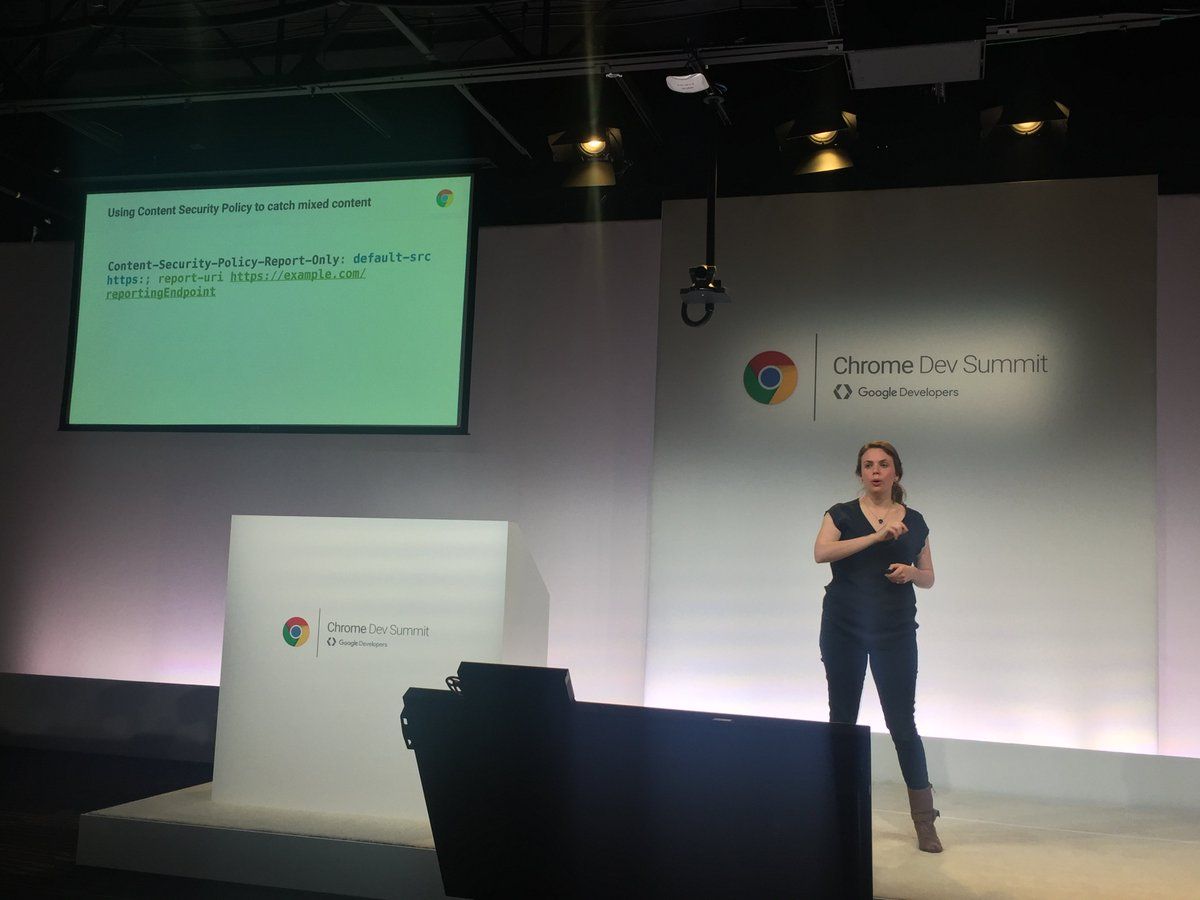 Using Content Security Policy to catch mixed content
Content-Security-Policy-Report-Only: default-src
https:; report-uri https://example.com/
reportingEndpoint
Chrome Dev Summit
Google Developers
Chrome Dev Summit
Google Developers